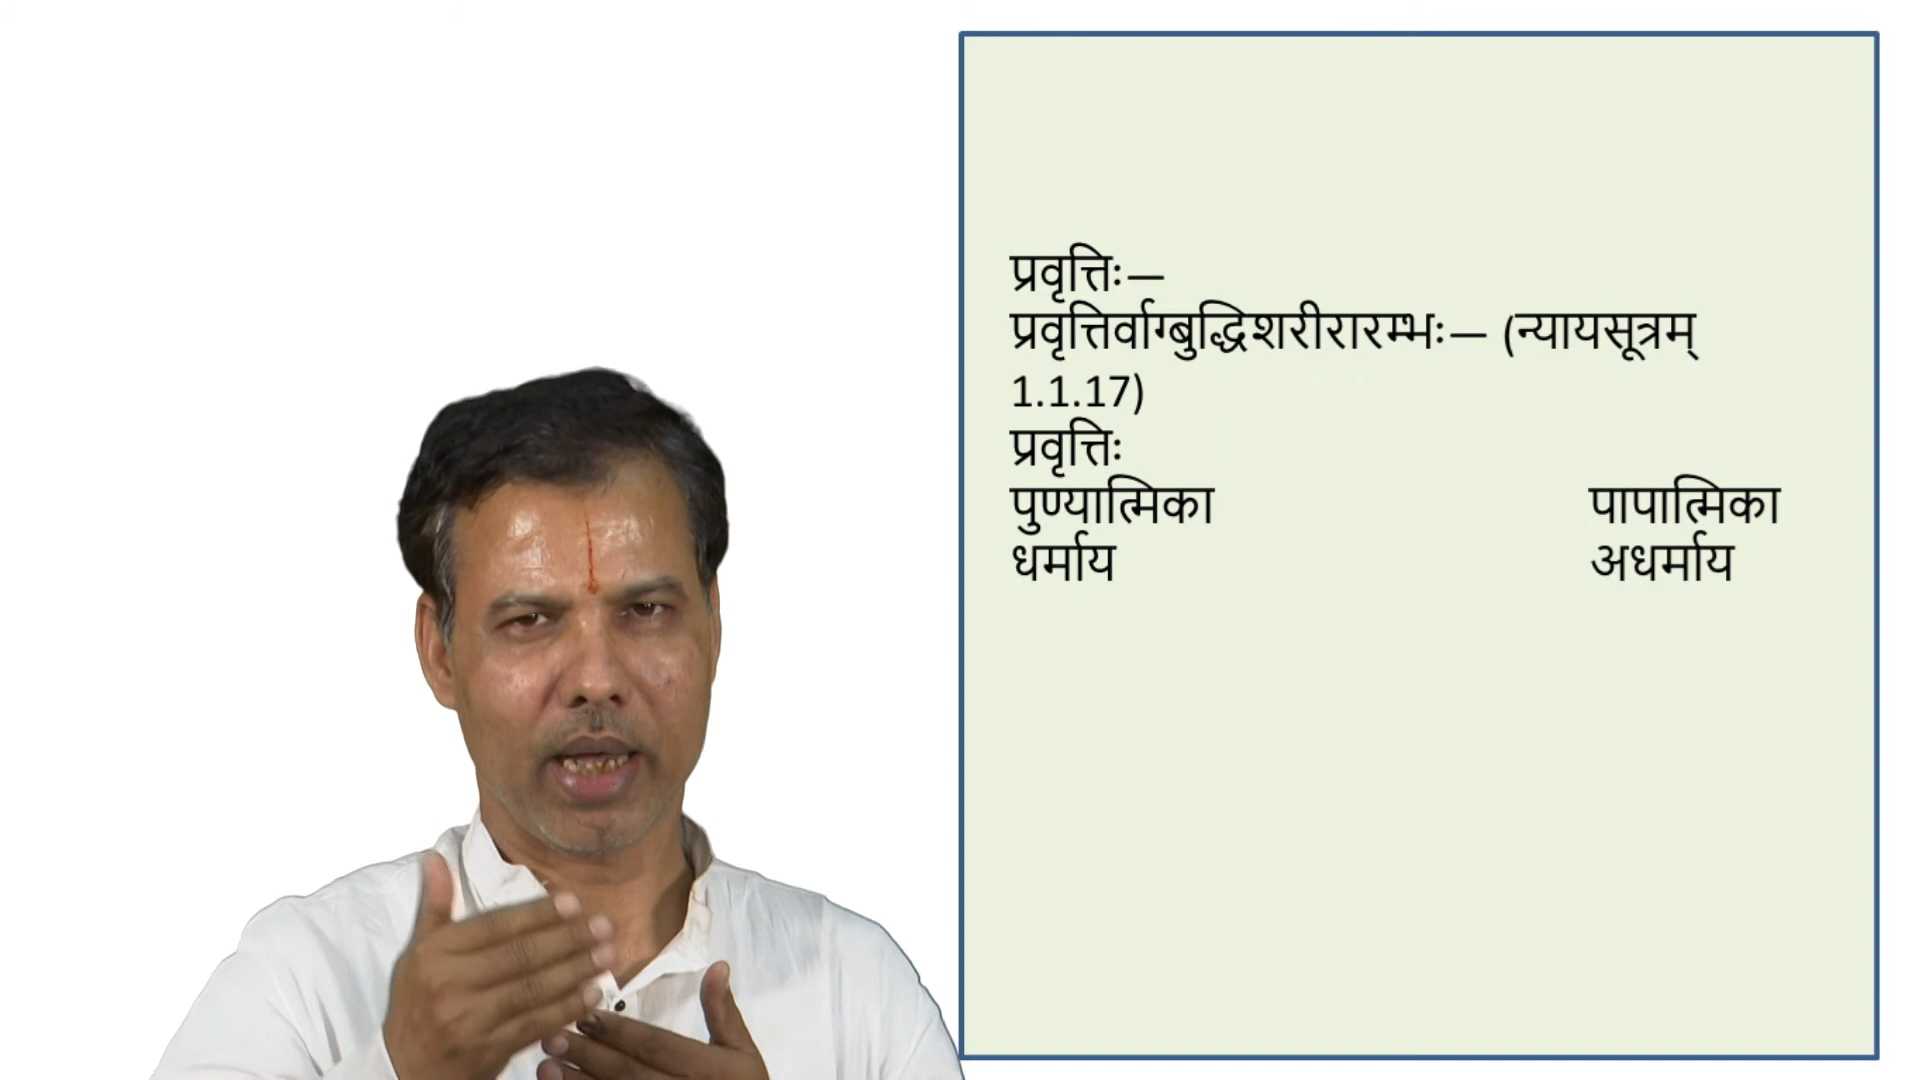 प्रवृत्तिः—
प्रवृत्तिर्वाग्बुद्धिशरीरारम्भः— (न्यायसूत्रम्
1.1.17)
प्रवृत्तिः
पुण्यात्मिका पापात्मिका
धर्माय अधर्माय